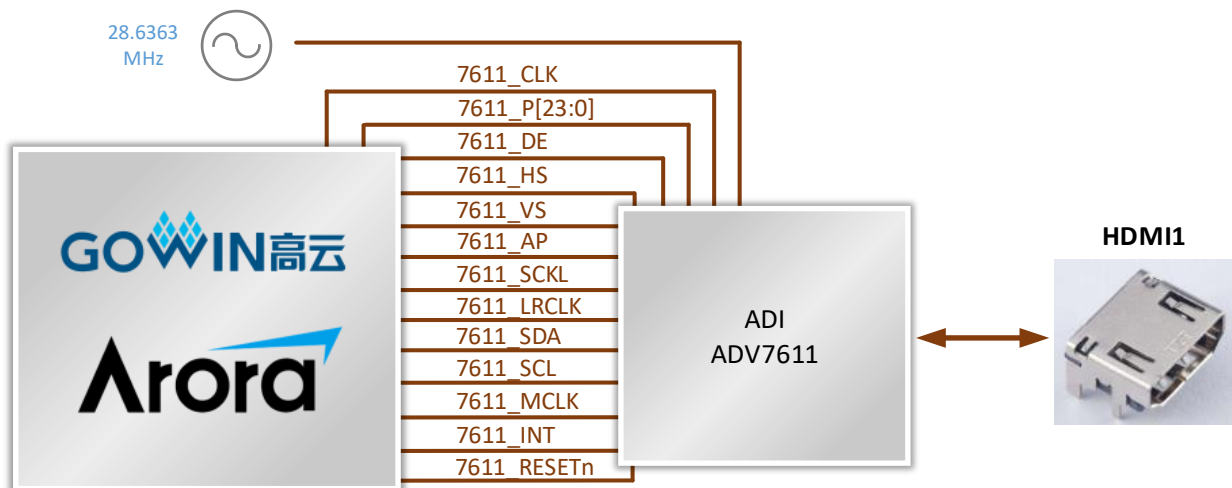 28.6363
MHz
7611_CLK
7611_P[23:0]
7611_DE
7611_HS
7611_VS
7611_AP
7611_SCKL
7611_LRCLK
7611_SDA
7611_SCL
7611_MCLK
7611_INT
7611_RESETn
GOWIN高云
Arora
ADI
ADV7611
HDMI1